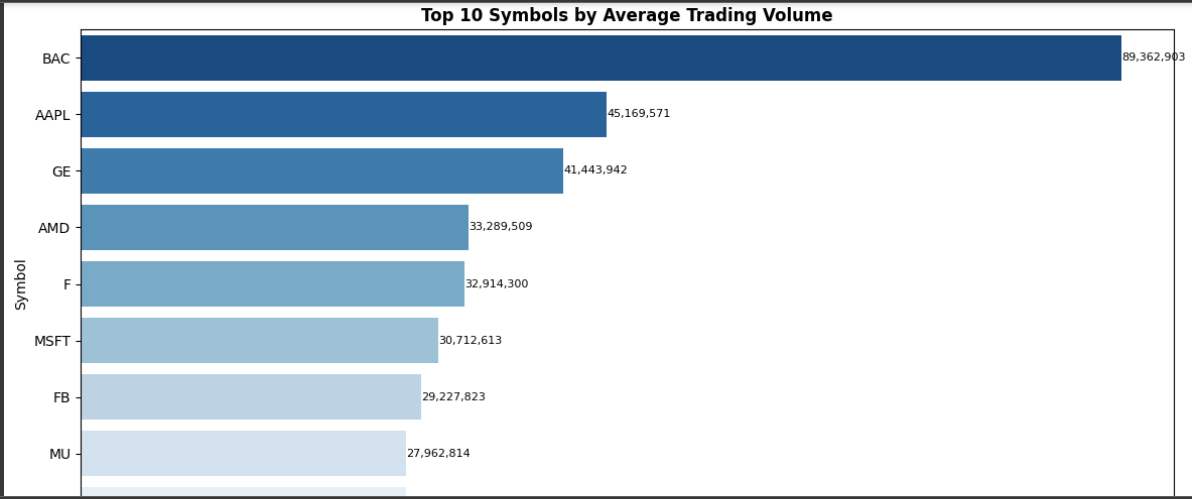 Top 10 Symbols by Average Trading Volume
BAC 89,362,903
AAPL 45,169,571
GE 41,443,942
AMD 33,289,509
F 32,914,300
Symbol
MSFT 30,712,613
FB 29,227,823
MU 27,962,814